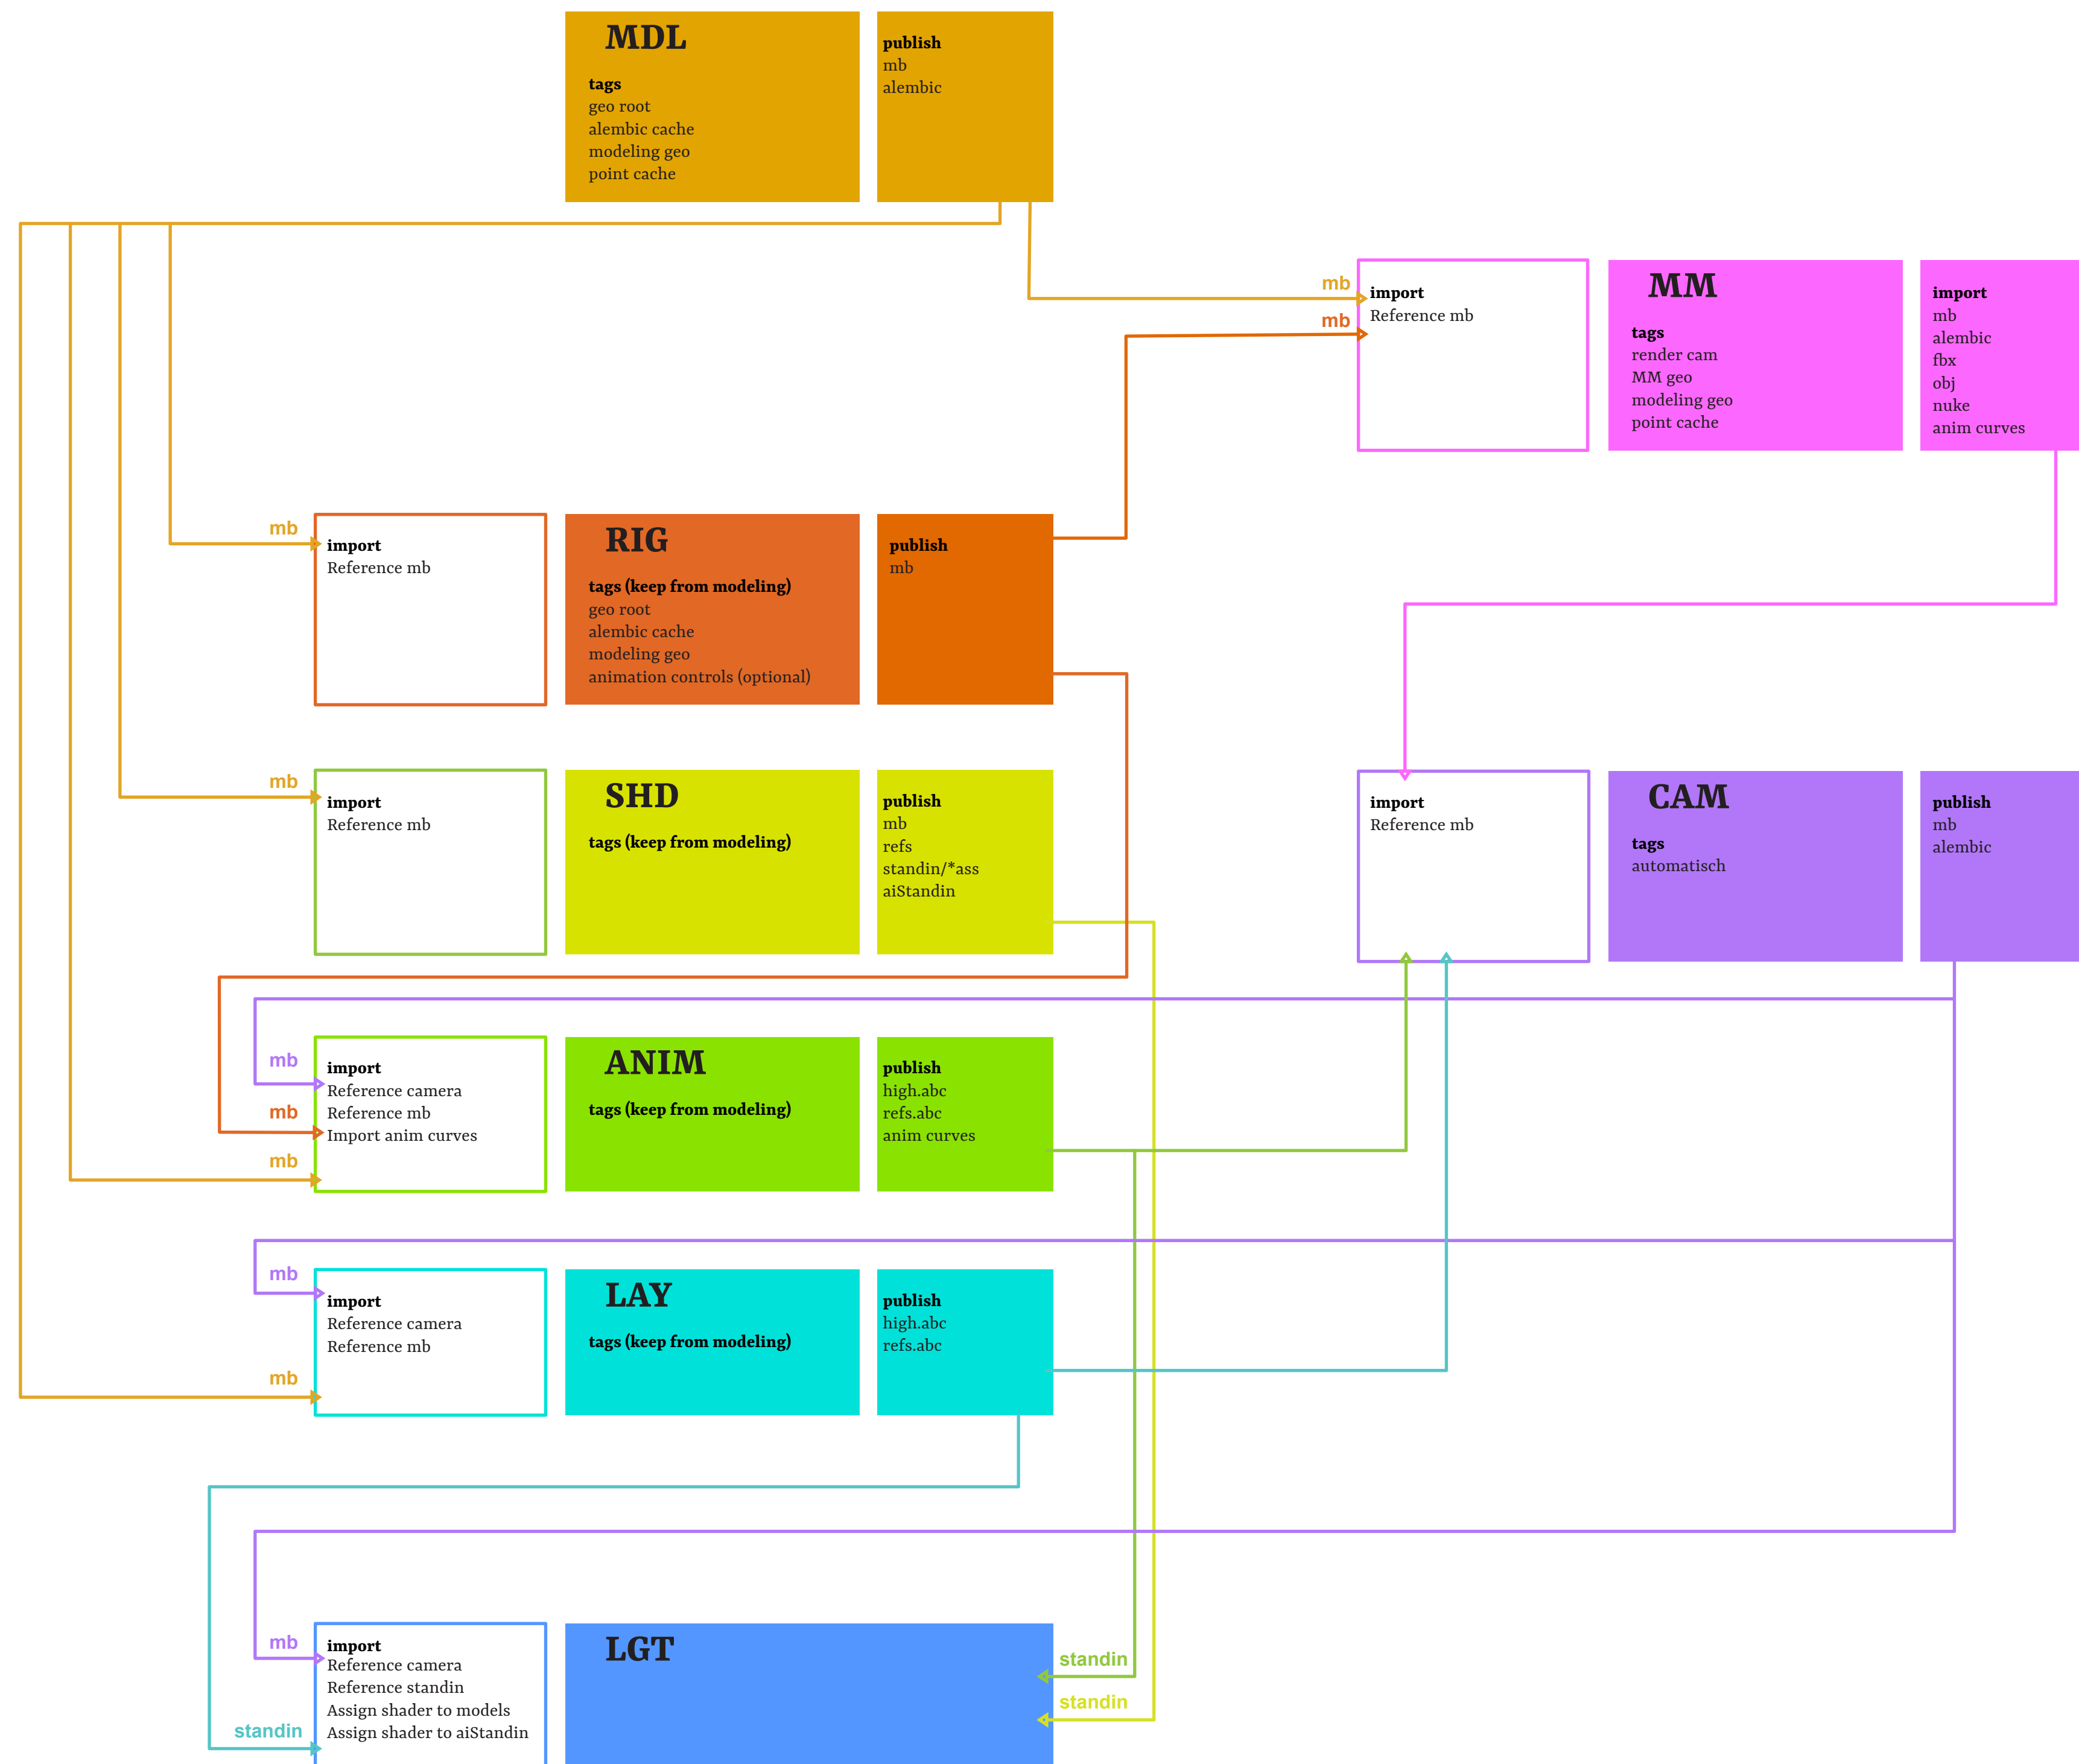 MDL
tags
geo root
alembic cache
modeling geo
point cache
publish
mb
alembic
mb
mb
import
Reference mb
MM
tags
render cam
MM geo
modeling geo
point cache
import
mb
alembic
fbx
obj
nuke
anim curves
mb
import
Reference mb
RIG
tags (keep from modeling)
geo root
alembic cache
modeling geo
animation controls (optional)
publish
mb
mb
import
Reference mb
SHD
tags (keep from modeling)
publish
mb
refs
standin/*ass
aiStandin
import
Reference mb
CAM
tags
automatisch
publish
mb
alembic
mb
mb
mb
import
Reference camera
Reference mb
Import anim curves
ANIM
tags (keep from modeling)
publish
high.abc
refs.abc
anim curves
mb
mb
import
Reference camera
Reference mb
LAY
tags (keep from modeling)
publish
high.abc
refs.abc
mb
standin
import
Reference camera
Reference standin
Assign shader to models
Assign shader to aiStandin
LGT
standin
standin